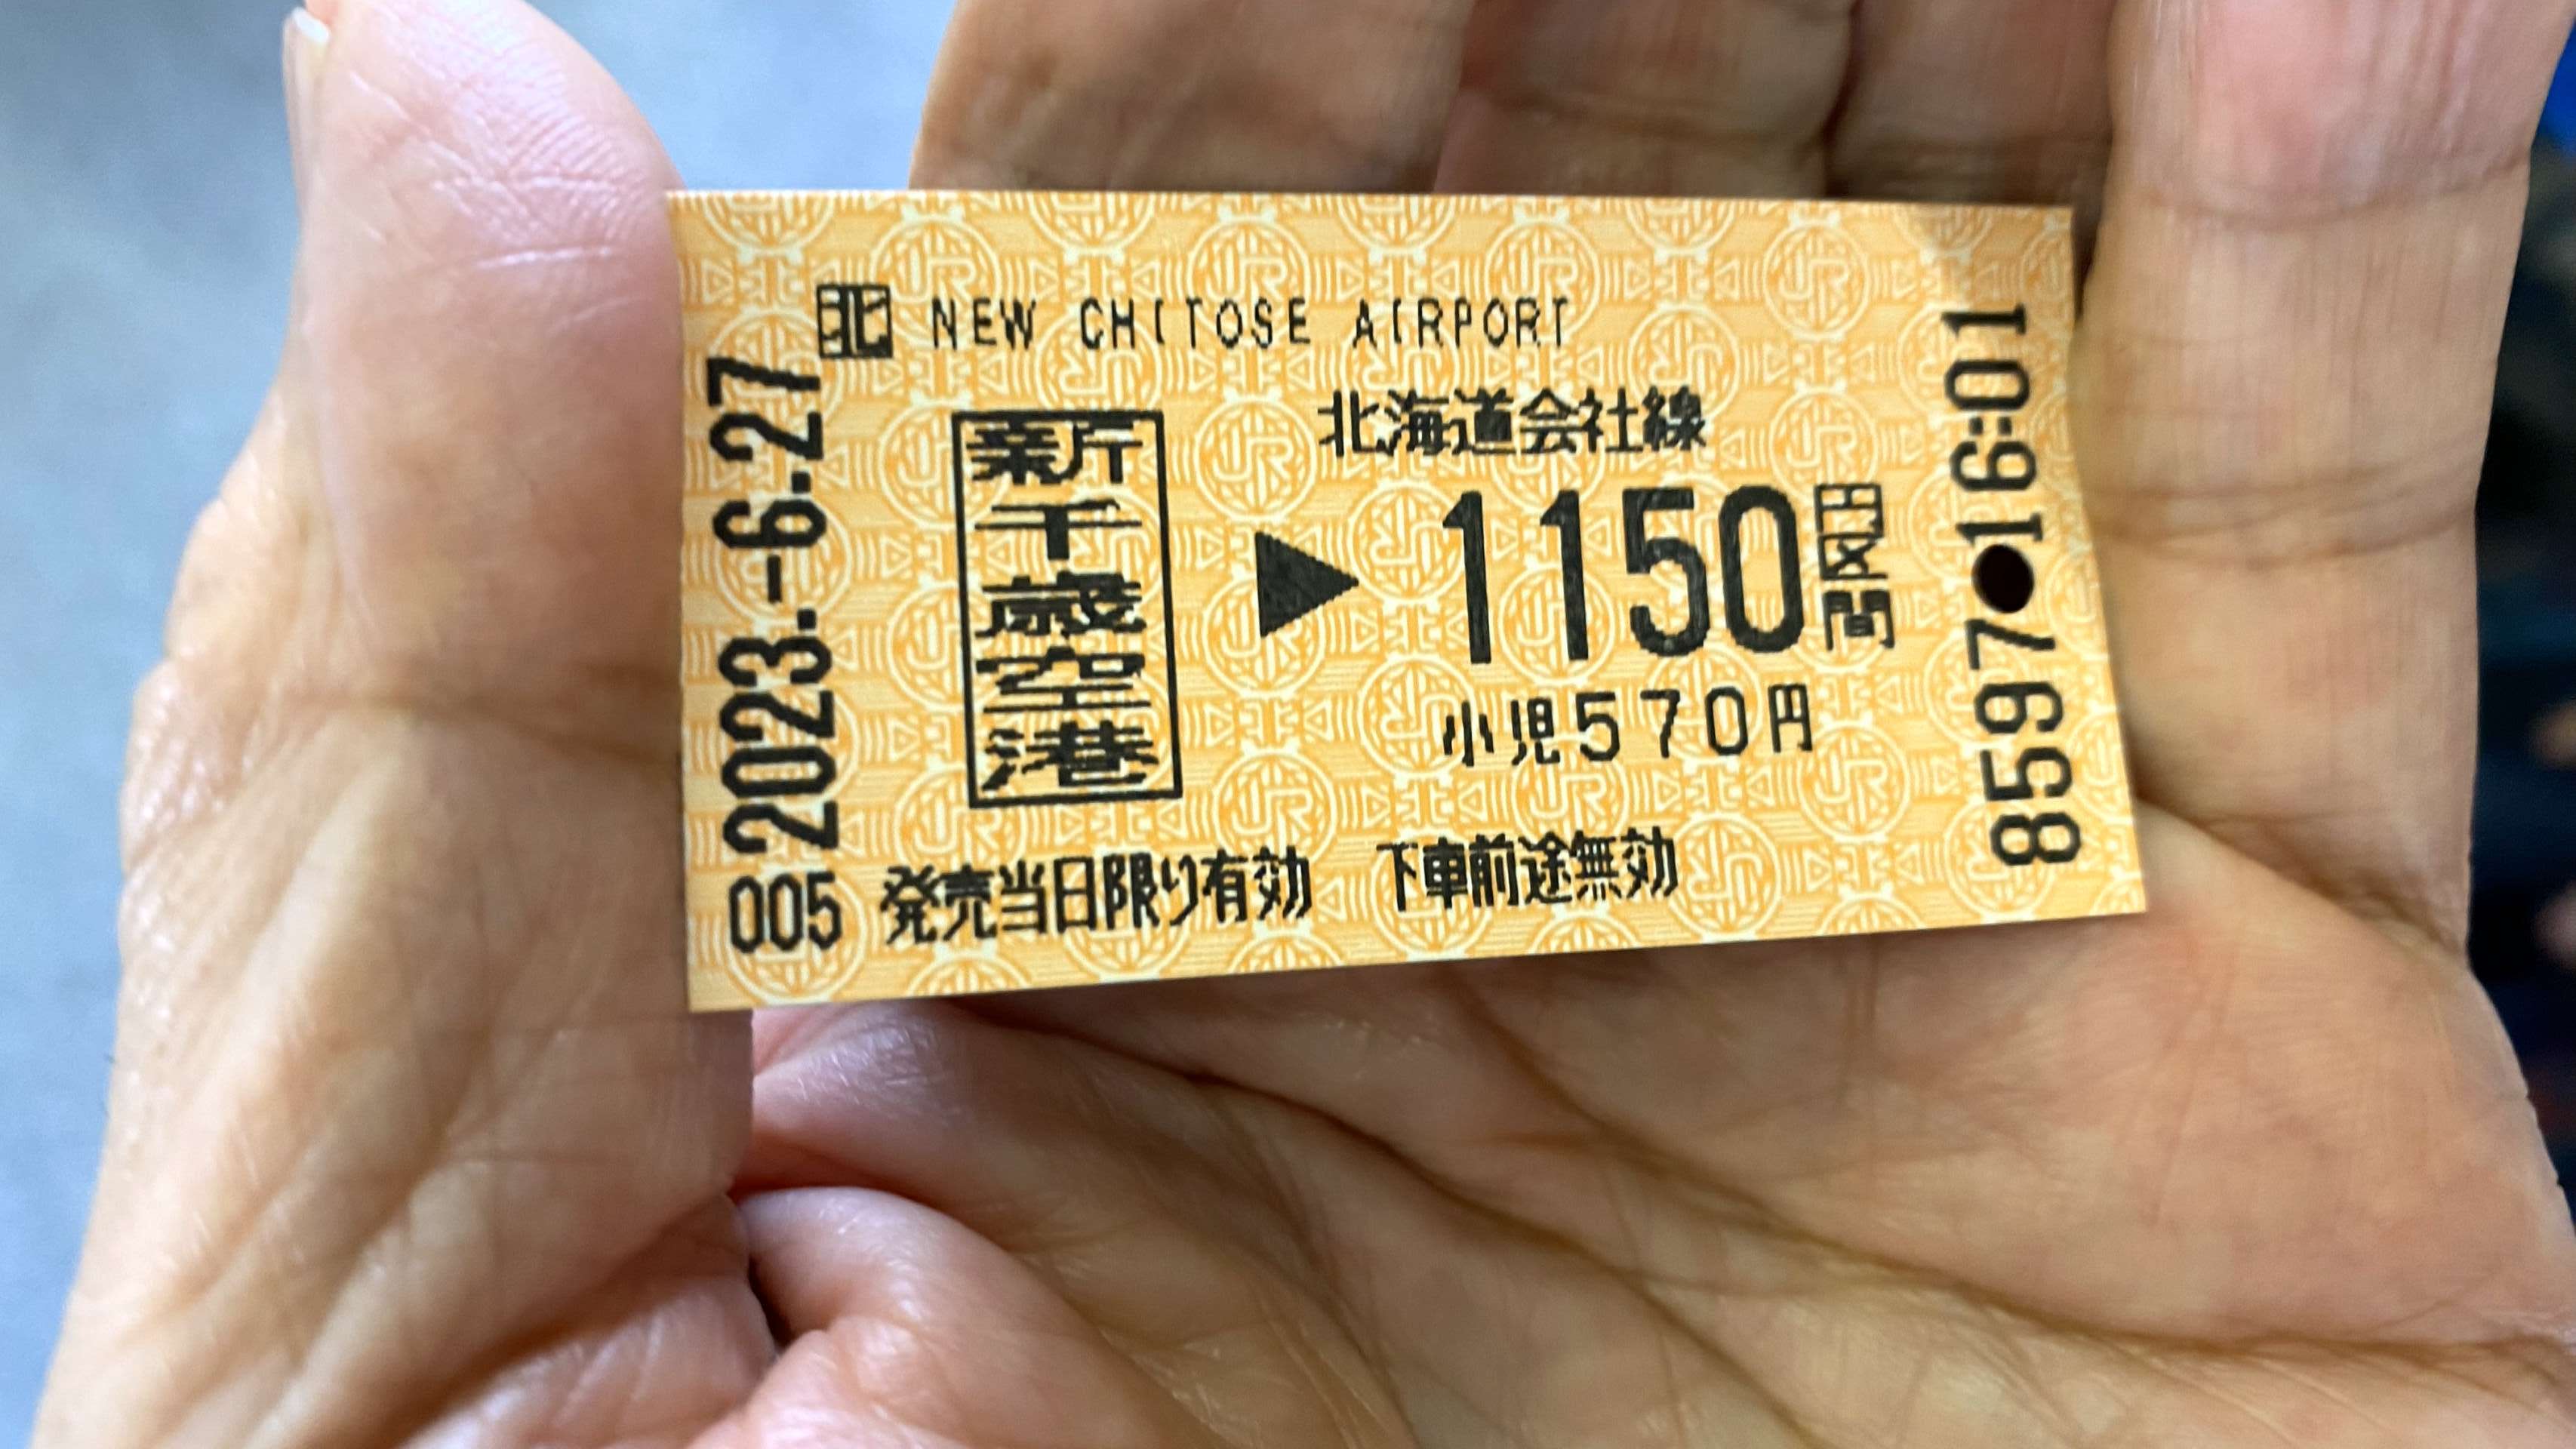 北 NEW CHITOSE AIRPORT
2023.-6.27
新千歳空港
▶
北海道会社線
1150円区間
小児570円
005 発売当日限り有効 下車前途無効
8597●16:01